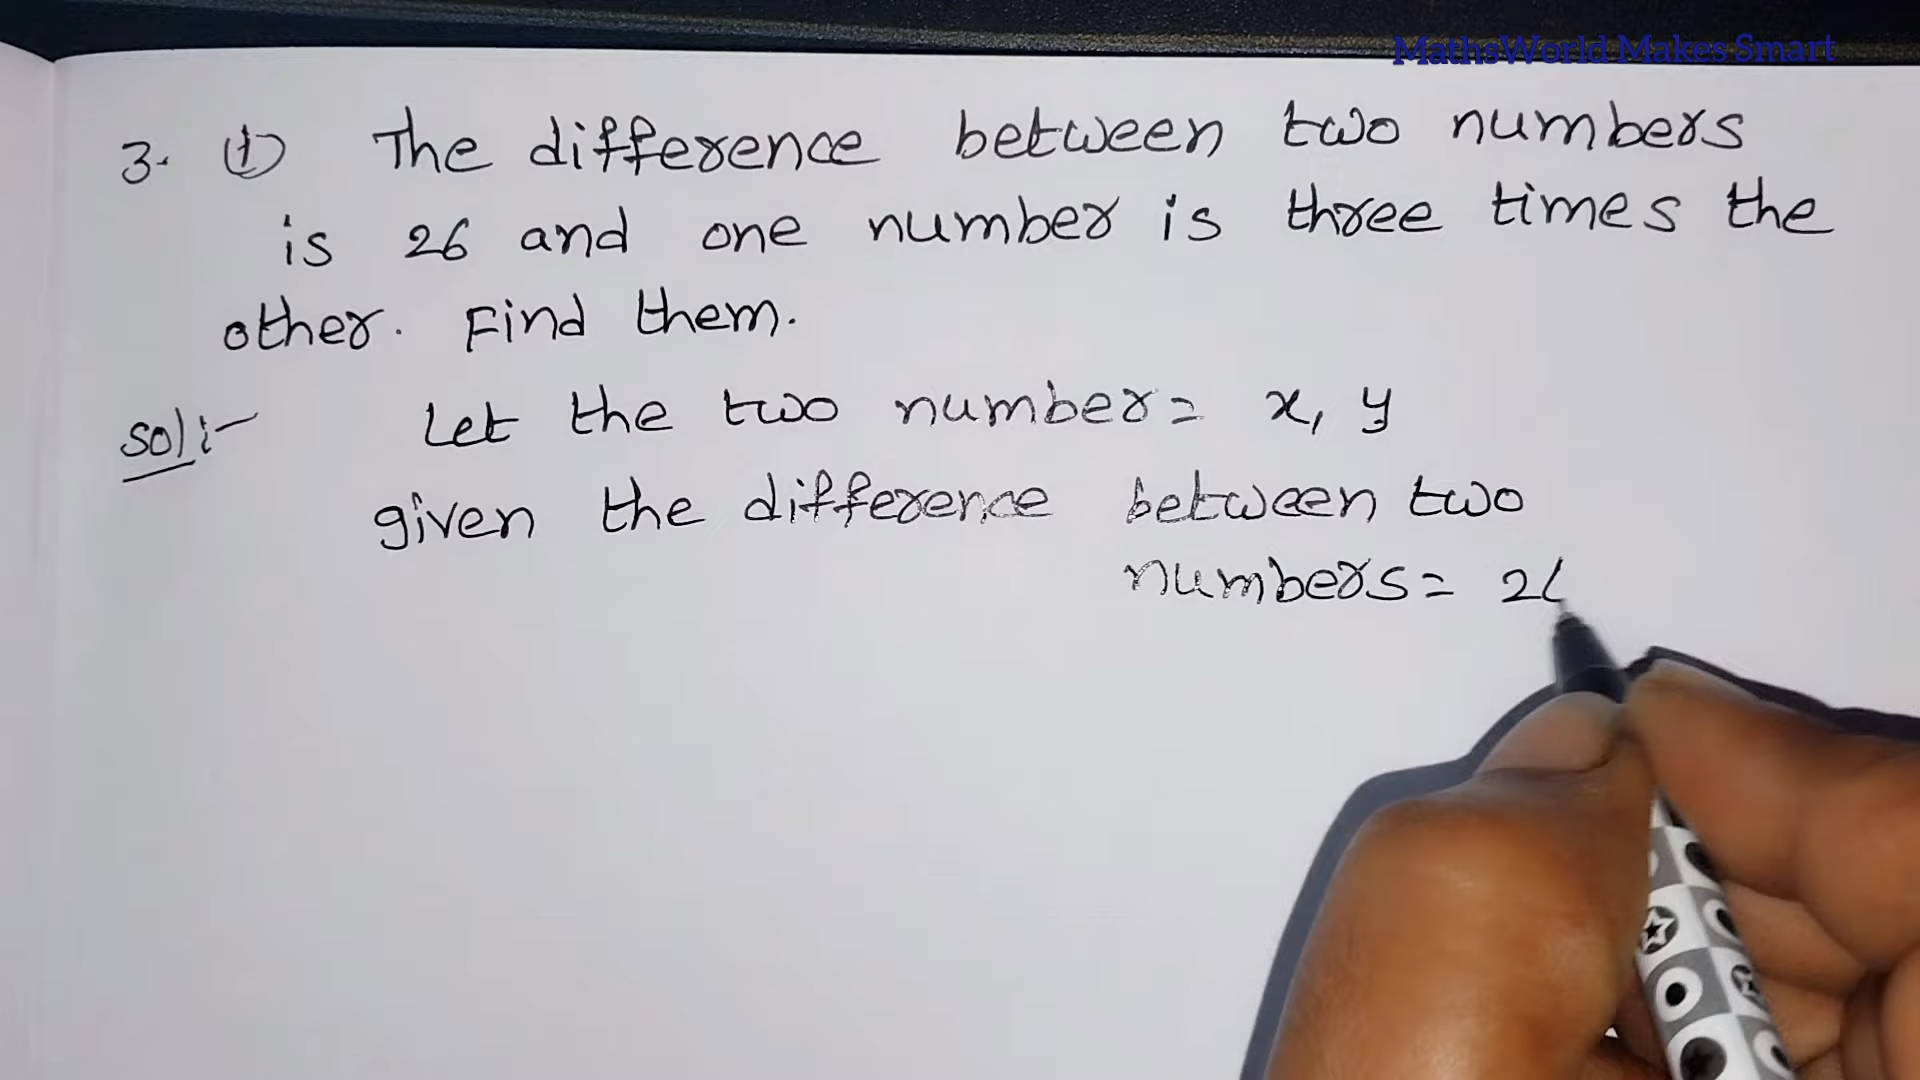 MathsWorld Makes Smart
3. (1) The difference between two numbers
is 26 and one number is three times the
other. Find them.
Sol:- Let the two number = x, y
given the difference between two
numbers = 2